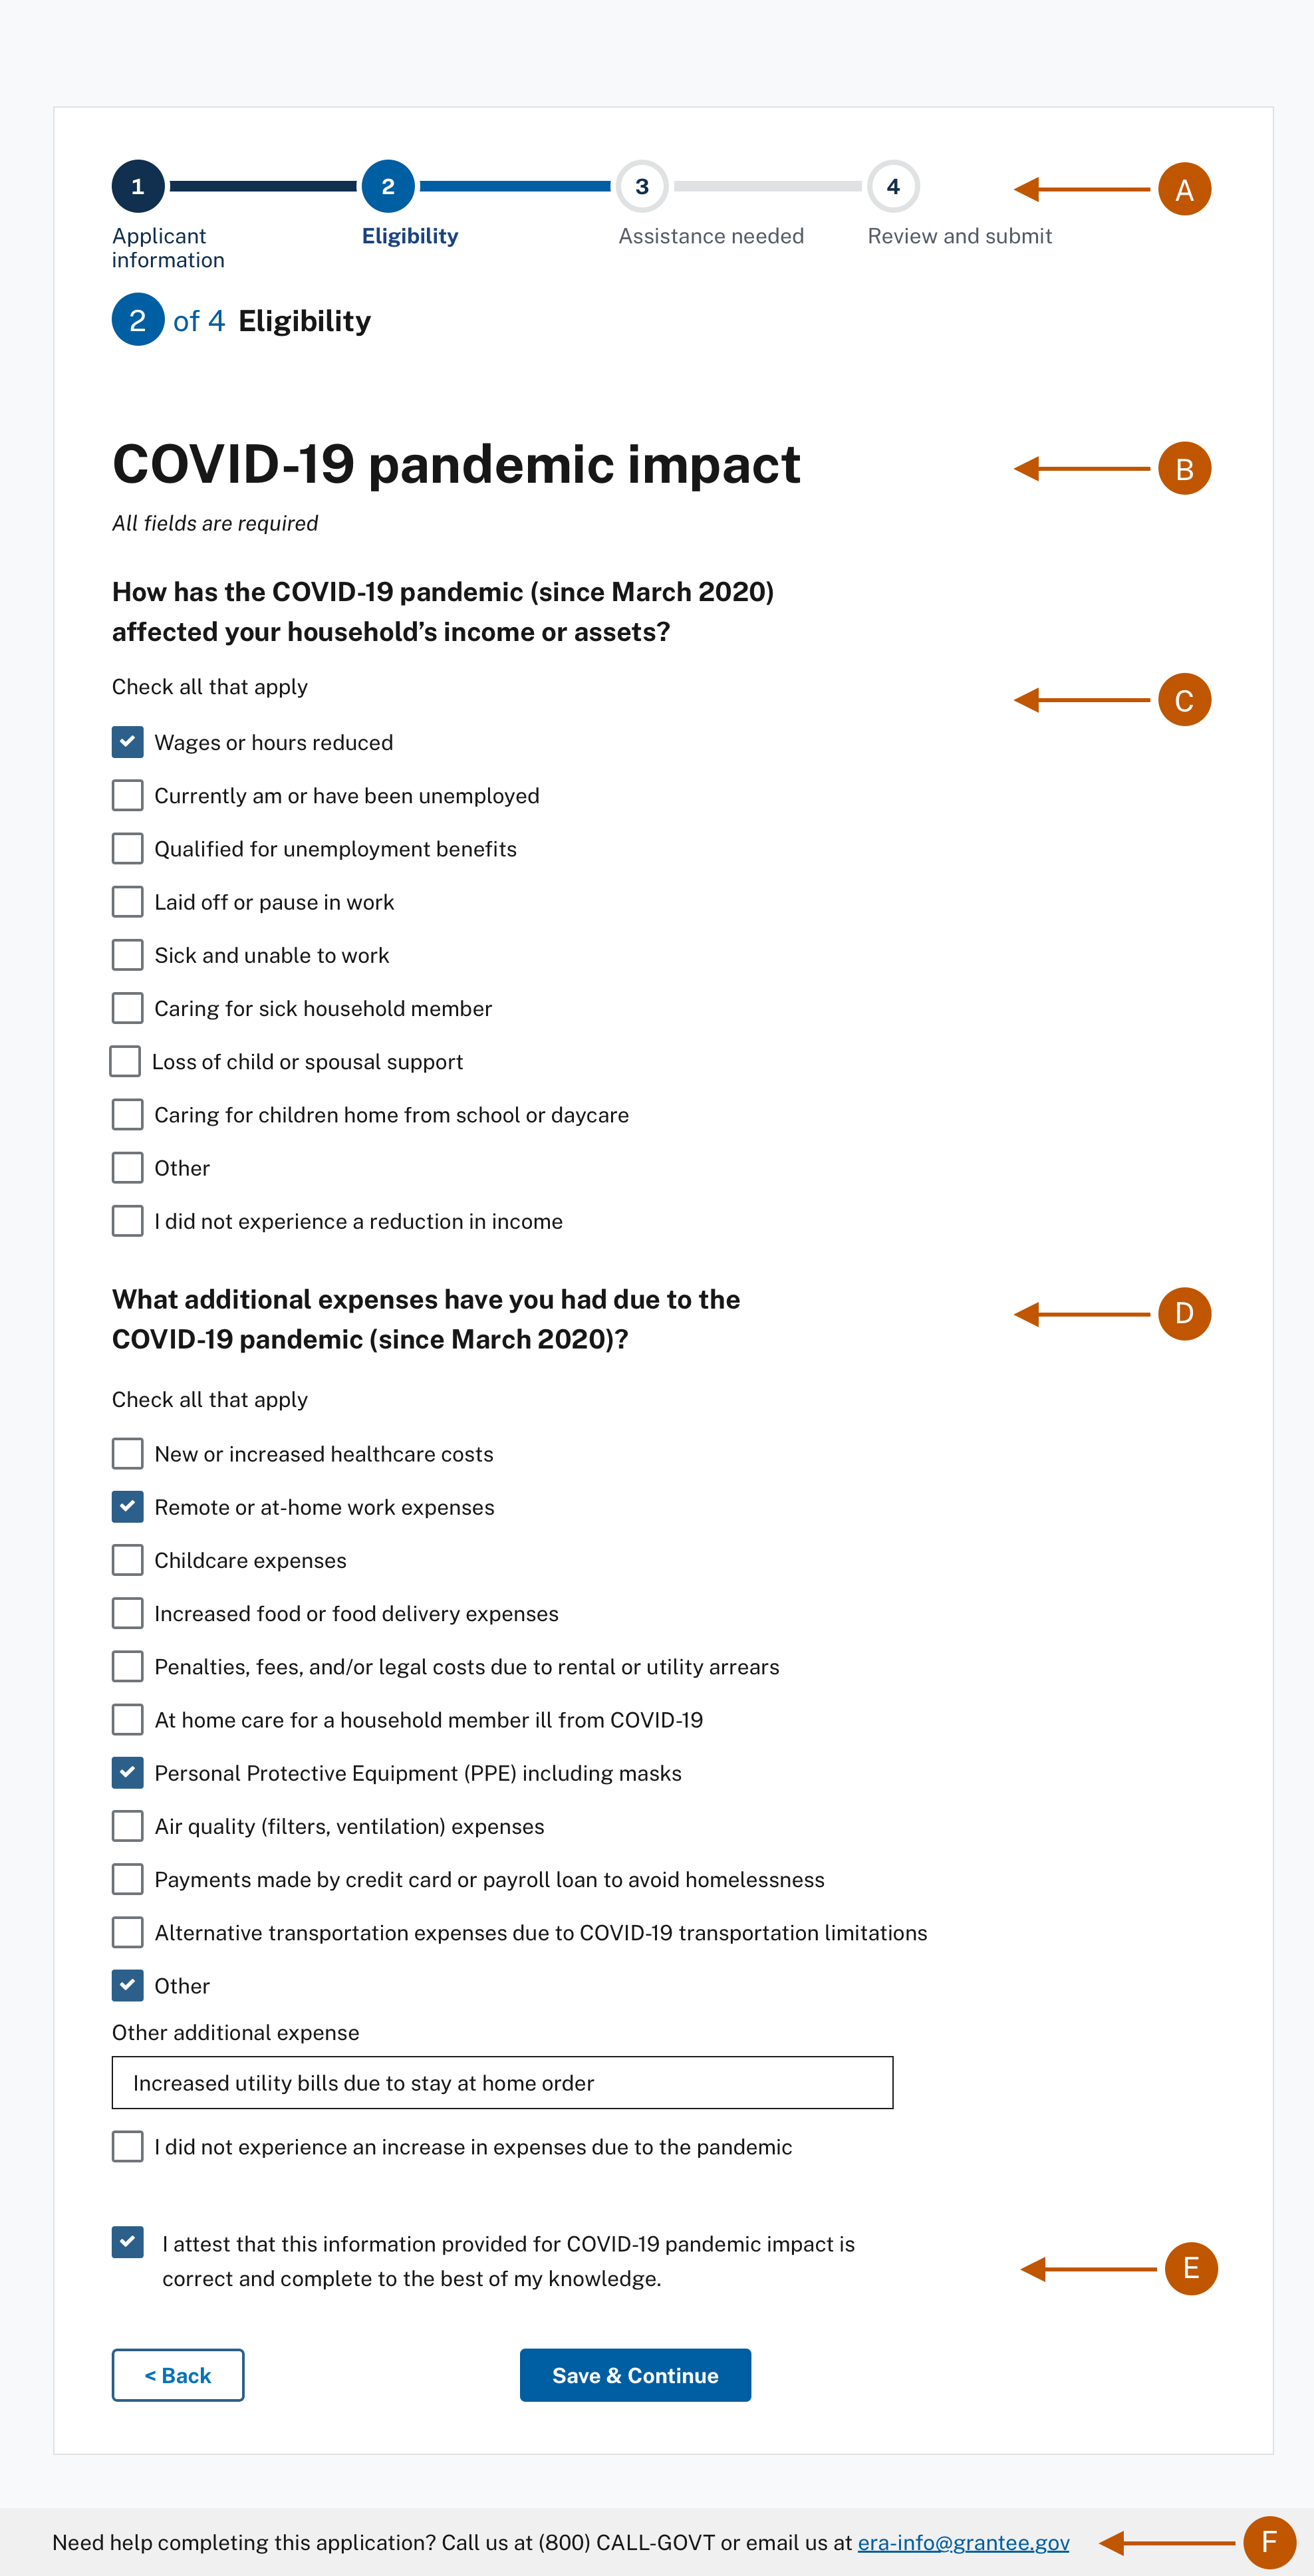 1
2
3
4
A
Applicant
information
Eligibility
Assistance needed
Review and submit
2 of 4 Eligibility
COVID-19 pandemic impact
B
All fields are required
How has the COVID-19 pandemic (since March 2020)
affected your household’s income or assets?
Check all that apply
C
Wages or hours reduced
Currently am or have been unemployed
Qualified for unemployment benefits
Laid off or pause in work
Sick and unable to work
Caring for sick household member
Loss of child or spousal support
Caring for children home from school or daycare
Other
I did not experience a reduction in income
What additional expenses have you had due to the
COVID-19 pandemic (since March 2020)?
D
Check all that apply
New or increased healthcare costs
Remote or at-home work expenses
Childcare expenses
Increased food or food delivery expenses
Penalties, fees, and/or legal costs due to rental or utility arrears
At home care for a household member ill from COVID-19
Personal Protective Equipment (PPE) including masks
Air quality (filters, ventilation) expenses
Payments made by credit card or payroll loan to avoid homelessness
Alternative transportation expenses due to COVID-19 transportation limitations
Other
Other additional expense
Increased utility bills due to stay at home order
I did not experience an increase in expenses due to the pandemic
I attest that this information provided for COVID-19 pandemic impact is
correct and complete to the best of my knowledge.
E
< Back
Save & Continue
Need help completing this application? Call us at (800) CALL-GOVT or email us at era-info@grantee.gov
F